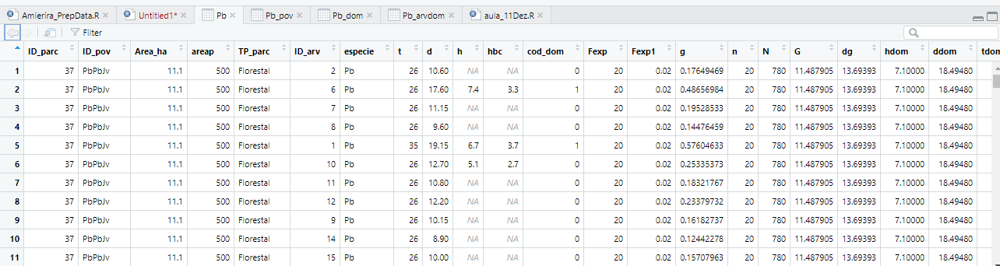 Amierira_PrepData.R × Untitled1* × Pb × Pb_pov × Pb_dom × Pb_arvdom × aula_11Dez.R ×
Filter
ID_parc ID_pov Area_ha areap TP_parc ID_arv especie t d h hbc cod_dom Fexp Fexp1 g n N G dg hdom ddom tdom
1 37 PbPbJv 11.1 500 Florestal 2 Pb 26 10.60 NA NA 0 20 0.02 0.17649469 20 780 11.487905 13.69393 7.10000 18.49480
2 37 PbPbJv 11.1 500 Florestal 6 Pb 26 17.60 7.4 3.3 1 20 0.02 0.48656984 20 780 11.487905 13.69393 7.10000 18.49480
3 37 PbPbJv 11.1 500 Florestal 7 Pb 26 11.15 NA NA 0 20 0.02 0.19528533 20 780 11.487905 13.69393 7.10000 18.49480
4 37 PbPbJv 11.1 500 Florestal 8 Pb 26 9.60 NA NA 0 20 0.02 0.14476459 20 780 11.487905 13.69393 7.10000 18.49480
5 37 PbPbJv 11.1 500 Florestal 1 Pb 35 19.15 6.7 3.7 1 20 0.02 0.57604633 20 780 11.487905 13.69393 7.10000 18.49480
6 37 PbPbJv 11.1 500 Florestal 10 Pb 26 12.70 5.1 2.7 0 20 0.02 0.25335373 20 780 11.487905 13.69393 7.10000 18.49480
7 37 PbPbJv 11.1 500 Florestal 11 Pb 26 10.80 NA NA 0 20 0.02 0.18321767 20 780 11.487905 13.69393 7.10000 18.49480
8 37 PbPbJv 11.1 500 Florestal 12 Pb 26 12.20 NA NA 0 20 0.02 0.23379732 20 780 11.487905 13.69393 7.10000 18.49480
9 37 PbPbJv 11.1 500 Florestal 9 Pb 26 10.15 NA NA 0 20 0.02 0.16182737 20 780 11.487905 13.69393 7.10000 18.49480
10 37 PbPbJv 11.1 500 Florestal 14 Pb 26 8.90 NA NA 0 20 0.02 0.12442278 20 780 11.487905 13.69393 7.10000 18.49480
11 37 PbPbJv 11.1 500 Florestal 15 Pb 26 10.00 NA NA 0 20 0.02 0.15707963 20 780 11.487905 13.69393 7.10000 18.49480